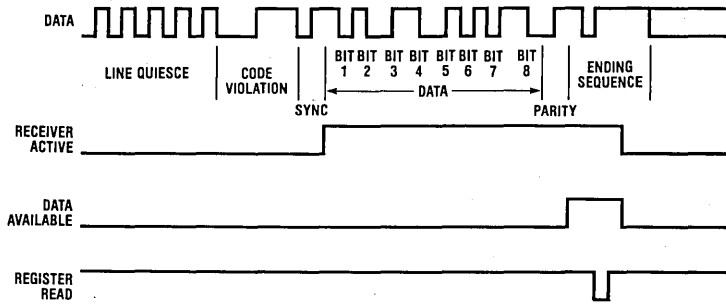 DATA
BIT 1 BIT 2 BIT 3 BIT 4 BIT 5 BIT 6 BIT 7 BIT 8
LINE QUIESCE
CODE VIOLATION
SYNC
DATA
PARITY
ENDING SEQUENCE
RECEIVER
ACTIVE
DATA
AVAILABLE
REGISTER
READ